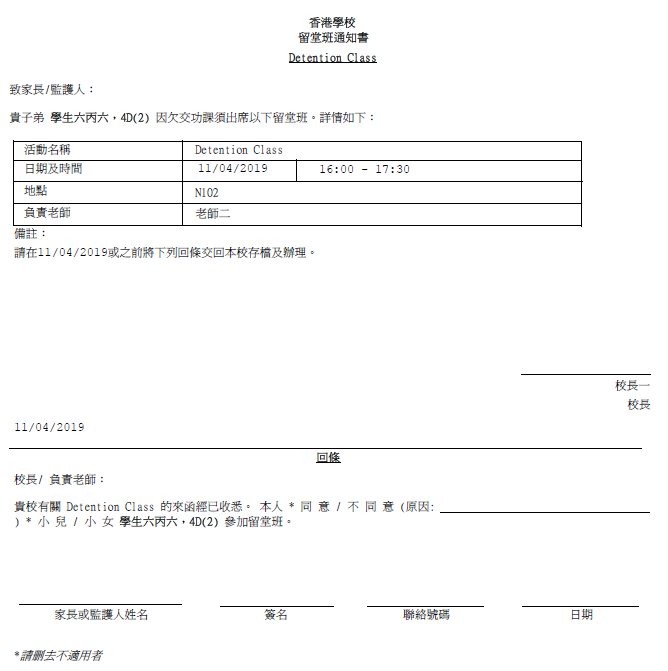 香港學校
留堂班通知書
Detention Class
致家長/監護人：
貴子弟 學生六丙六，4D(2) 因欠交功課須出席以下留堂班。詳情如下：
活動名稱 Detention Class
日期及時間 11/04/2019 16:00 - 17:30
地點 N102
負責老師 老師二
備註：
請在11/04/2019或之前將下列回條交回本校存檔及辦理。
校長一
校長
11/04/2019
回條
校長/ 負責老師：
貴校有關 Detention Class 的來函經已收悉。 本人 * 同 意 / 不 同 意 (原因:
) * 小 兒 / 小 女 學生六丙六，4D(2) 參加留堂班。
家長或監護人姓名 簽名 聯絡號碼 日期
*請刪去不適用者